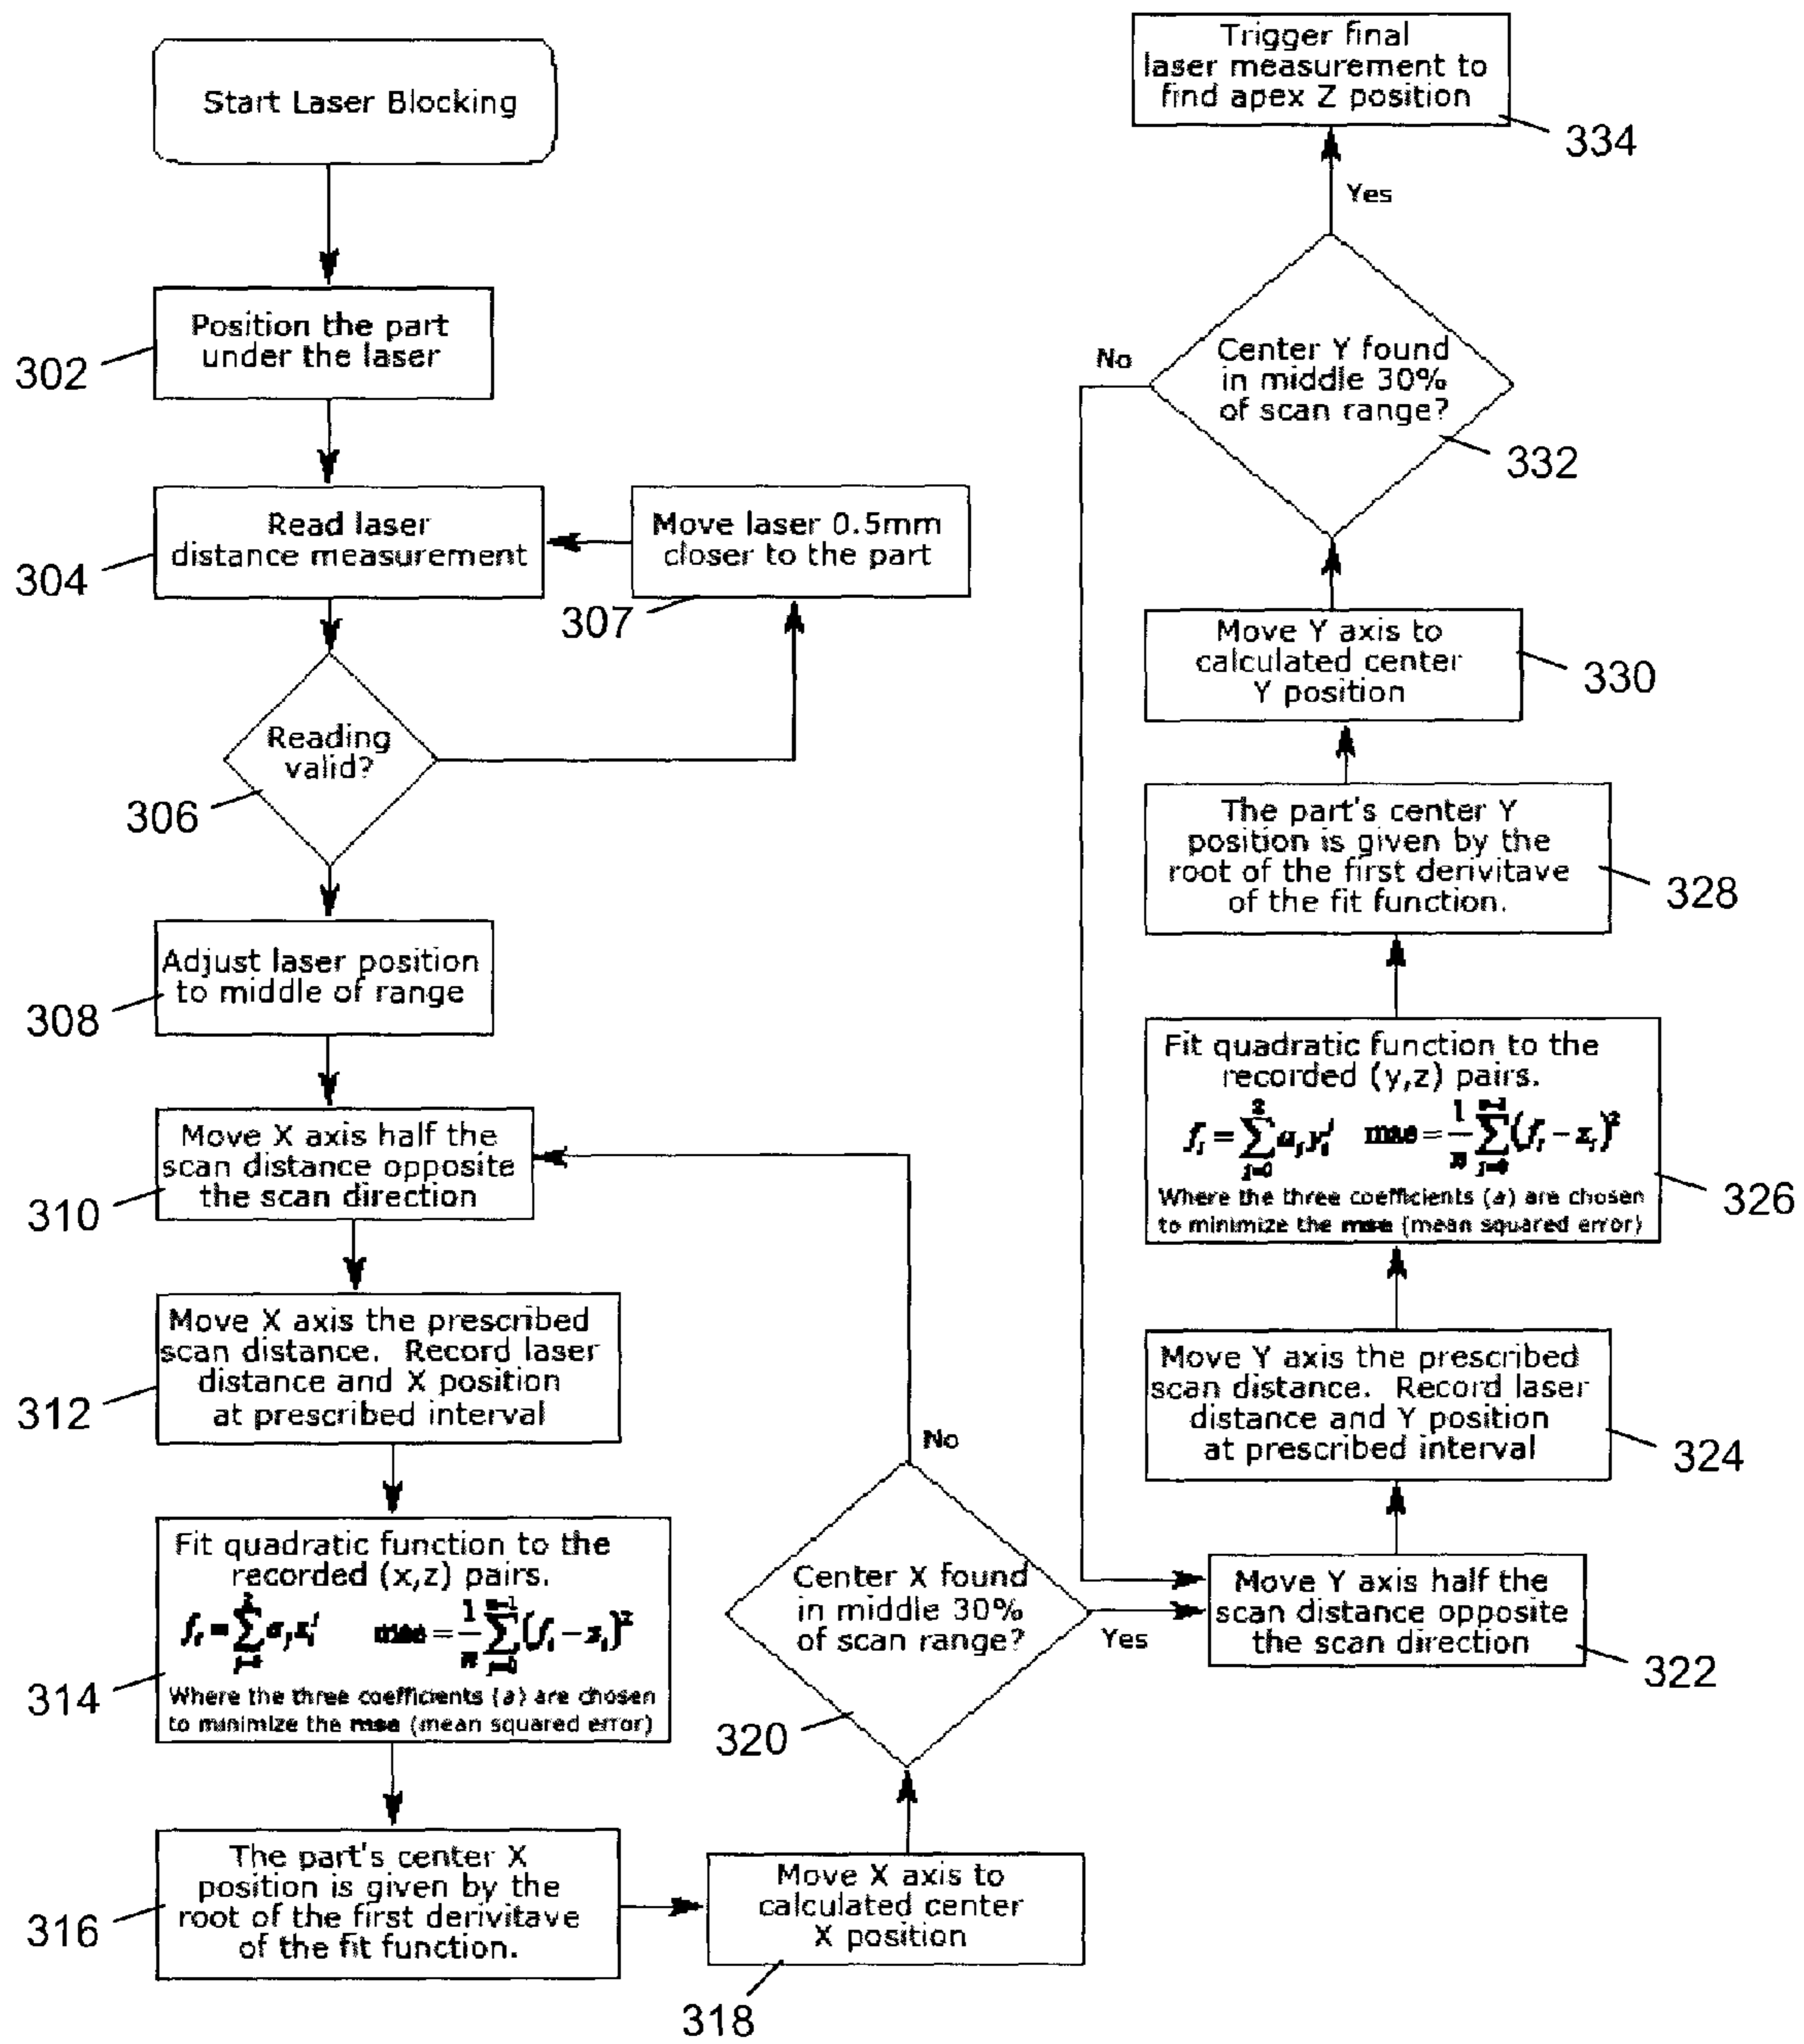 Start Laser Blocking
Position the part
under the laser
302
Read laser
distance measurement
304
Move laser 0.5mm
closer to the part
307
Reading
valid?
306
Adjust laser position
to middle of range
308
Move X axis half the
scan distance opposite
the scan direction
310
Move X axis the prescribed
scan distance. Record laser
distance and X position
at prescribed interval
312
Fit quadratic function to the
recorded (x,z) pairs.
Where the three coefficients (a) are chosen
to minimize the mse (mean squared error)
314
The part's center X
position is given by the
root of the first derivitave
of the fit function.
316
Move X axis to
calculated center
X position
318
Center X found
in middle 30%
of scan range?
320
No
Yes
Move Y axis half the
scan distance opposite
the scan direction
322
Move Y axis the prescribed
scan distance. Record laser
distance and Y position
at prescribed interval
324
Fit quadratic function to the
recorded (y,z) pairs.
Where the three coefficients (a) are chosen
to minimize the mse (mean squared error)
326
The part's center Y
position is given by the
root of the first derivitave
of the fit function.
328
Move Y axis to
calculated center
Y position
330
Center Y found
in middle 30%
of scan range?
332
No
Yes
Trigger final
laser measurement to
find apex Z position
334